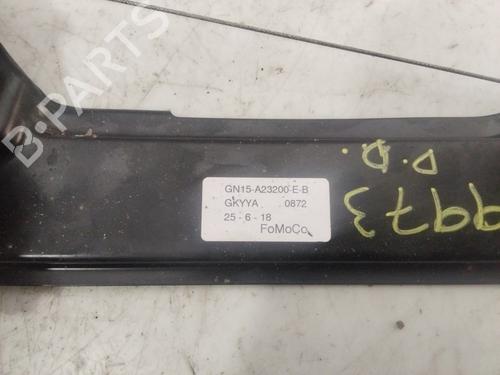 B-PARTS
GN15-A23200-E-B
GKYYA 0872
25 - 6 - 18
FoMoCo
D.D.
9973